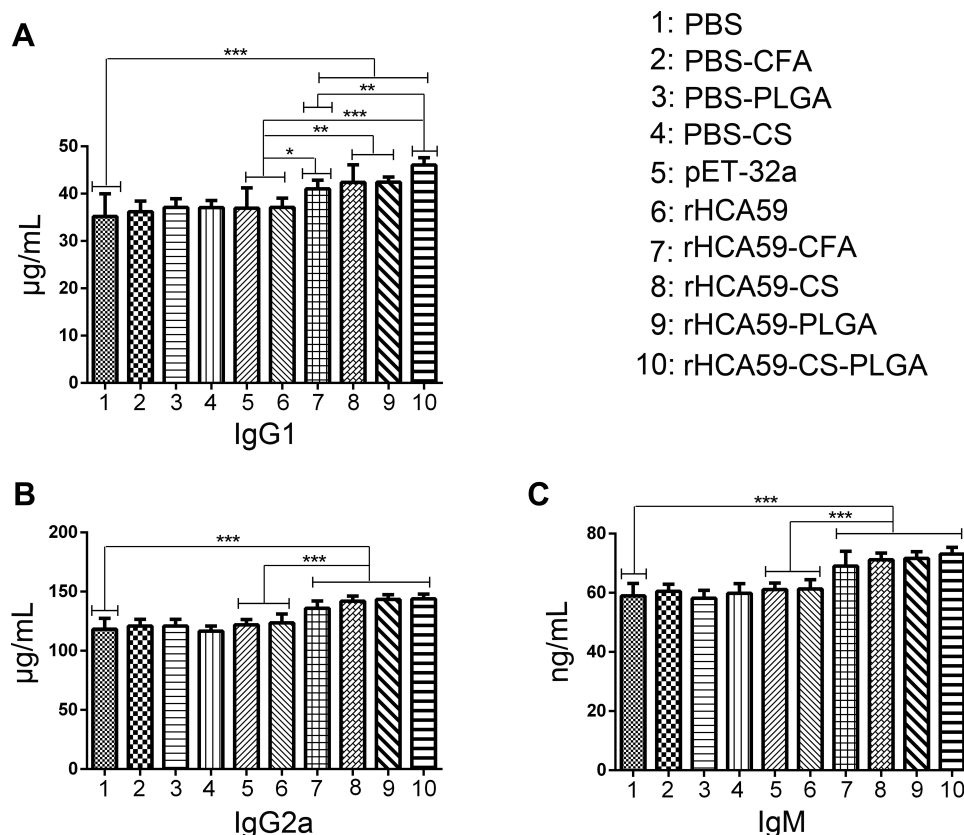 A
***
**
***
**
*
50
40
30
20
10
0
µg/mL
1 2 3 4 5 6 7 8 9 10
IgG1
1: PBS
2: PBS-CFA
3: PBS-PLGA
4: PBS-CS
5: pET-32a
6: rHCA59
7: rHCA59-CFA
8: rHCA59-CS
9: rHCA59-PLGA
10: rHCA59-CS-PLGA
B
***
***
200
150
100
50
0
µg/mL
1 2 3 4 5 6 7 8 9 10
IgG2a
C
***
***
80
60
40
20
0
ng/mL
1 2 3 4 5 6 7 8 9 10
IgM